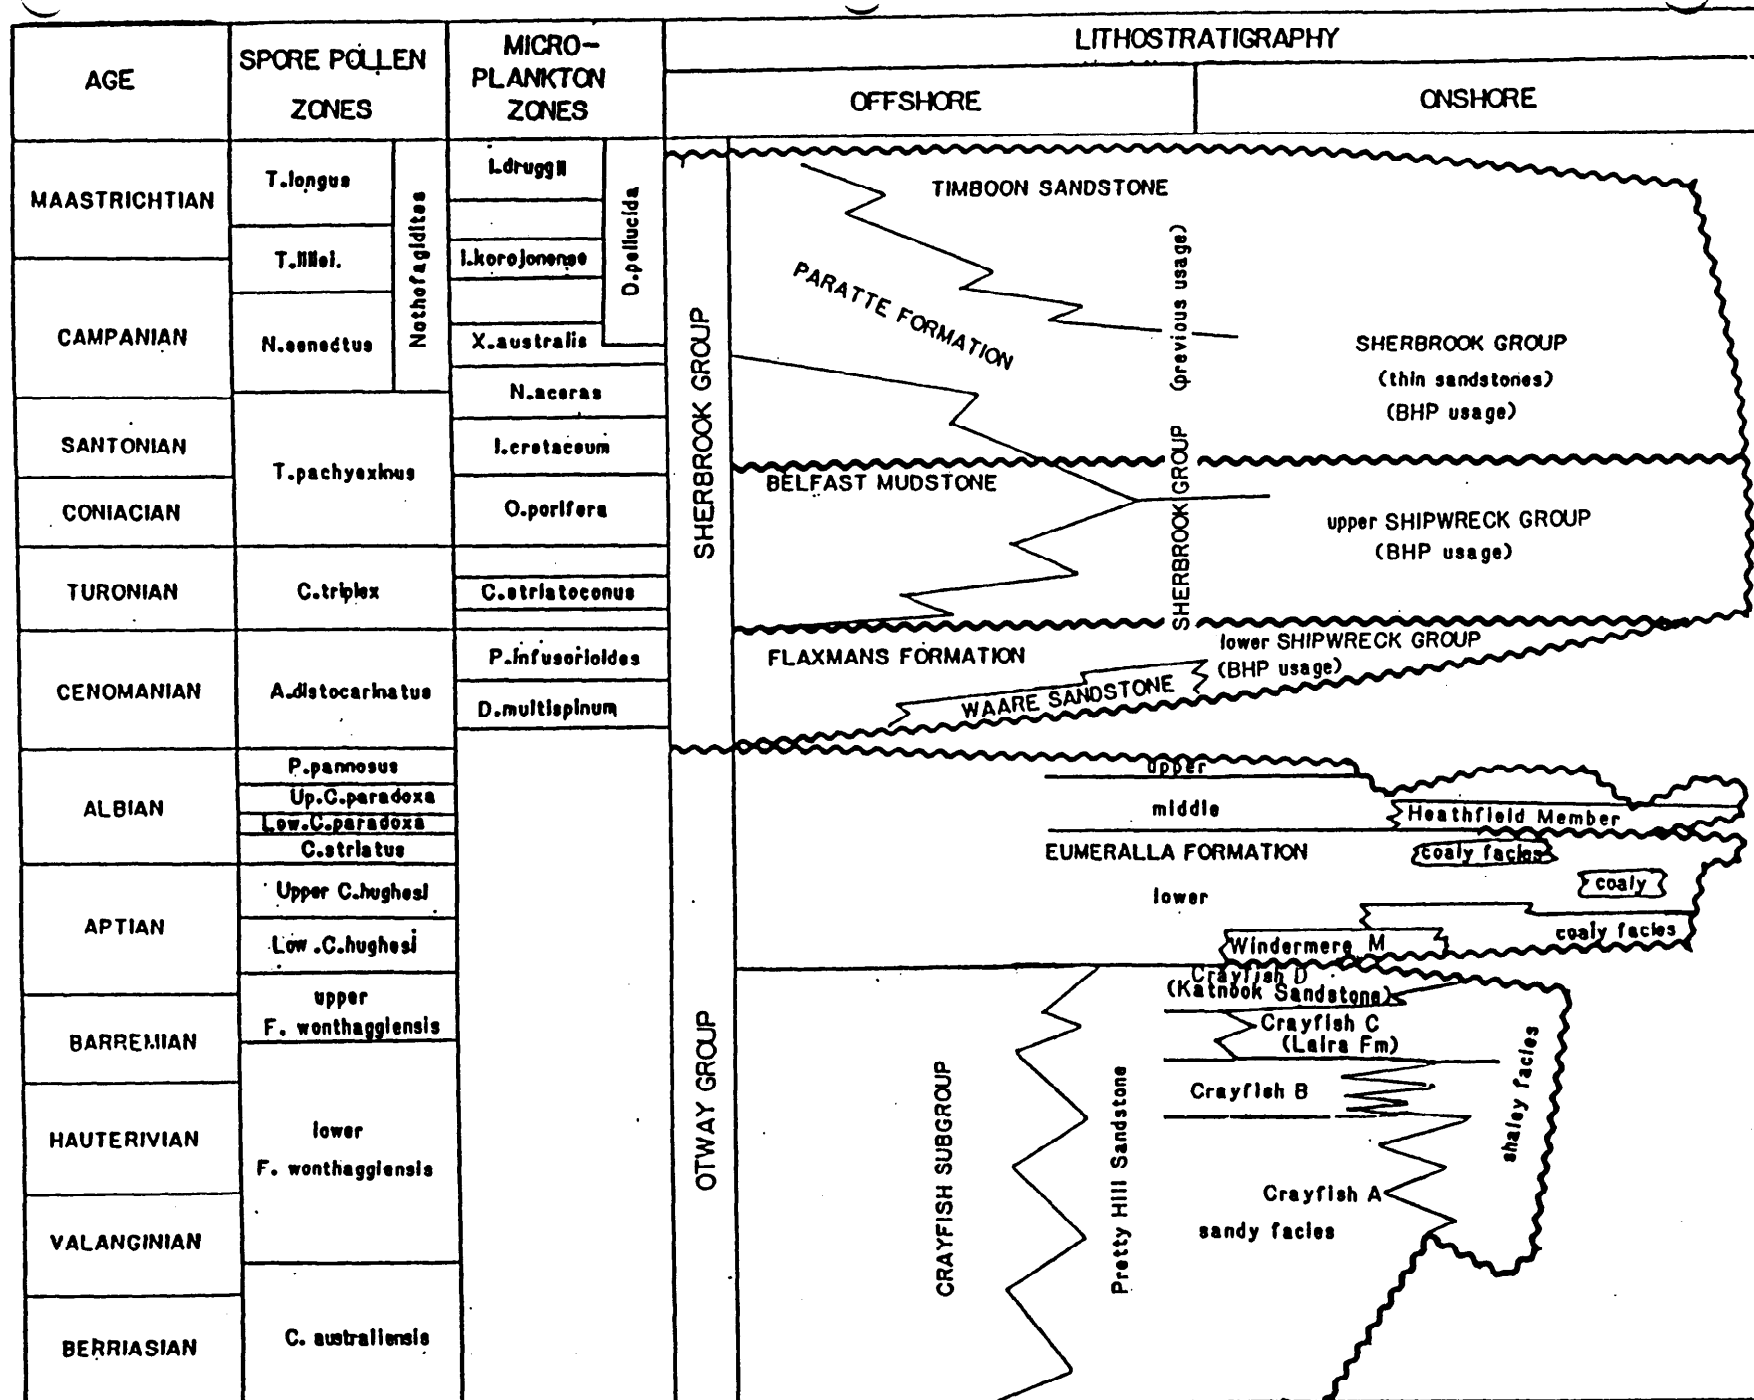 AGE
SPORE POLLEN
ZONES
MICRO-
PLANKTON
ZONES
LITHOSTRATIGRAPHY
OFFSHORE
ONSHORE
MAASTRICHTIAN
CAMPANIAN
SANTONIAN
CONIACIAN
TURONIAN
CENOMANIAN
ALBIAN
APTIAN
BARREMIAN
HAUTERIVIAN
VALANGINIAN
BERRIASIAN
T.longus
T.lillei.
N.senectus
Nothofagidites
T.pachyexinus
C.triplex
A.distocarinatus
P.pannosus
Up.C.paradoxa
Low.C.paradoxa
C.striatus
Upper C.hughesi
Low.C.hughesi
upper
F. wonthaggiensis
lower
F. wonthaggiensis
C. australiensis
I.druggii
I.korojonense
X.australis
D.pellucida
N.aceras
I.cretaceum
O.porifera
C.striatoconus
P.infusorioides
D.multispinum
SHERBROOK GROUP
OTWAY GROUP
TIMBOON SANDSTONE
PARATTE FORMATION
SHERBROOK GROUP (previous usage)
SHERBROOK GROUP
(thin sandstones)
(BHP usage)
BELFAST MUDSTONE
upper SHIPWRECK GROUP
(BHP usage)
FLAXMANS FORMATION
lower SHIPWRECK GROUP
(BHP usage)
WAARE SANDSTONE
upper
middle
Heathfield Member
EUMERALLA FORMATION
coaly facies
coaly
lower
coaly facies
Windermere M
Crayfish D
(Katnook Sandstone)
Crayfish C
(Laira Fm)
Crayfish B
shaley facies
CRAYFISH SUBGROUP
Pretty Hill Sandstone
Crayfish A
sandy facies